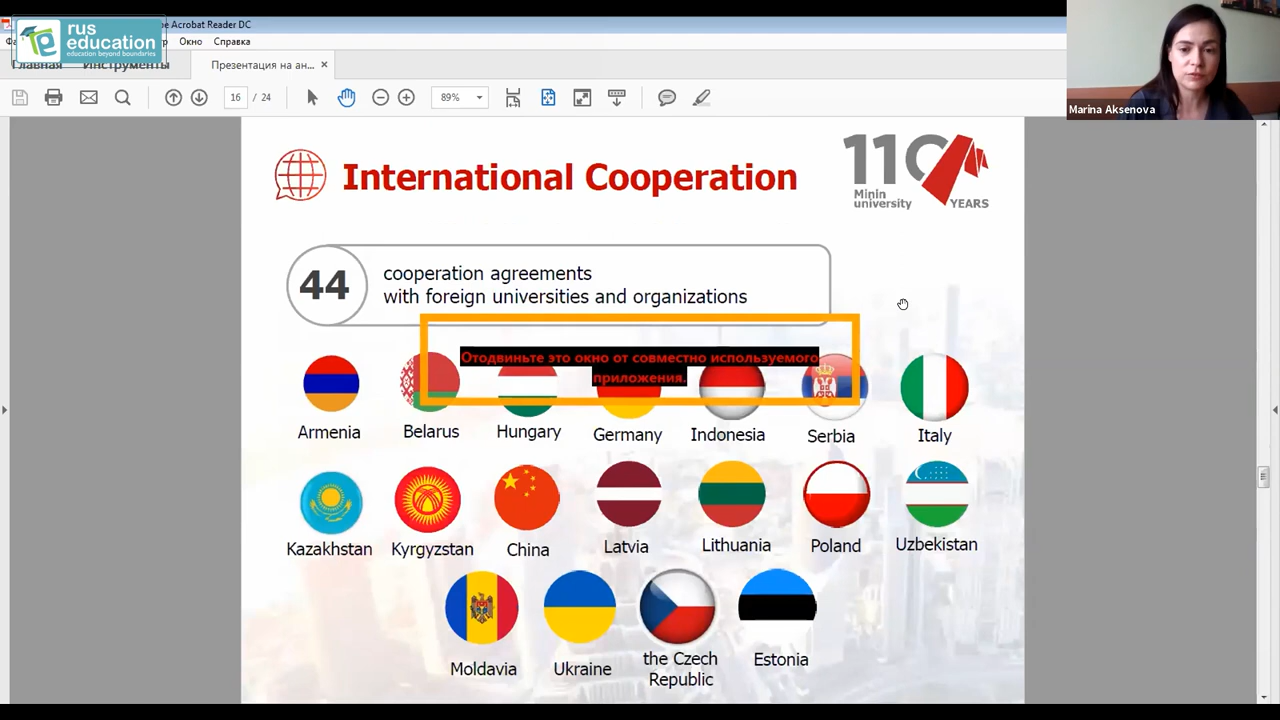 rus
education
education beyond boundaries
Acrobat Reader DC
Окно Справка
Главная Инструменты Презентация на ан... ×
16 / 24 89%
Marina Aksenova
International Cooperation
110
Minin
university
YEARS
44
cooperation agreements
with foreign universities and organizations
Отодвиньте это окно от совместно используемого
приложения.
Armenia Belarus Hungary Germany Indonesia Serbia Italy
Kazakhstan Kyrgyzstan China Latvia Lithuania Poland Uzbekistan
Moldavia Ukraine the Czech Republic Estonia